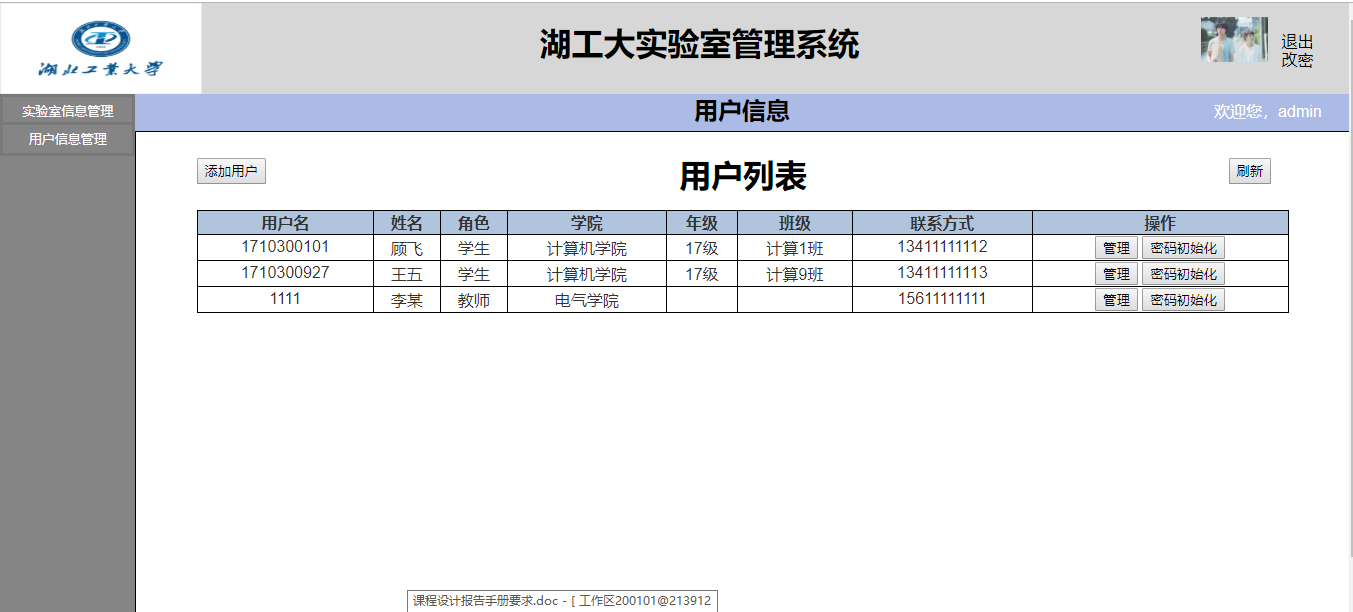 湖北工业大学
湖工大实验室管理系统
退出
改密
实验室信息管理
用户信息管理
用户信息
欢迎您，admin
添加用户
用户列表
刷新
用户名 姓名 角色 学院 年级 班级 联系方式 操作
1710300101 顾飞 学生 计算机学院 17级 计算1班 13411111112 管理 密码初始化
1710300927 王五 学生 计算机学院 17级 计算9班 13411111113 管理 密码初始化
1111 李某 教师 电气学院 15611111111 管理 密码初始化
课程设计报告手册要求.doc - [ 工作区200101@213912